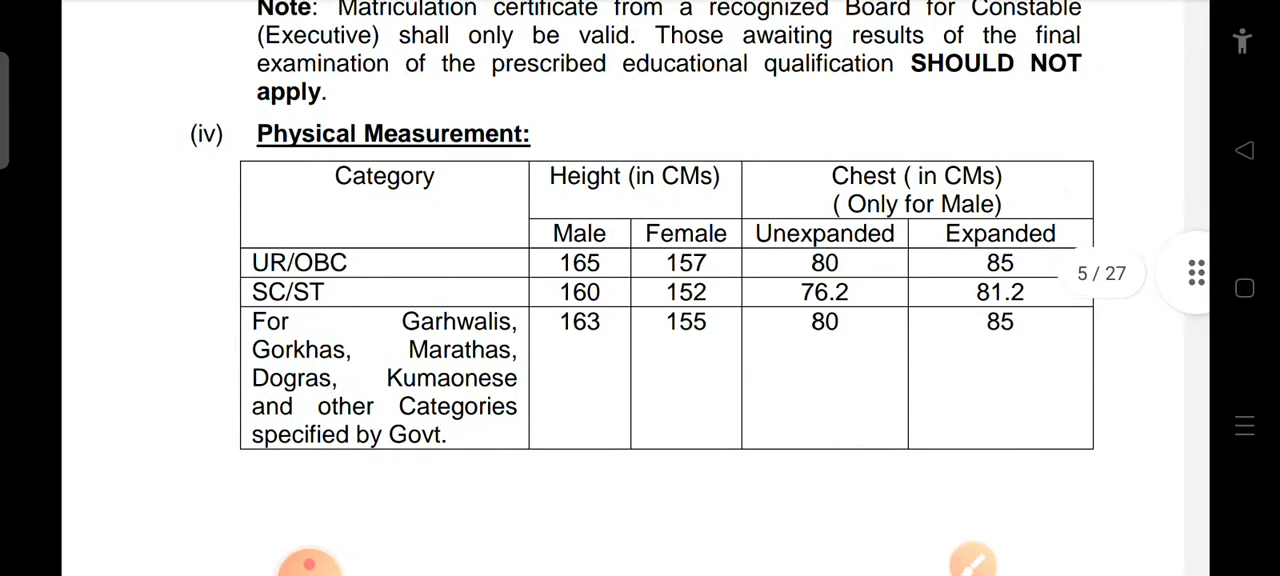 Note: Matriculation certificate from a recognized Board for Constable
(Executive) shall only be valid. Those awaiting results of the final
examination of the prescribed educational qualification SHOULD NOT
apply.
(iv) Physical Measurement:
Category Height (in CMs) Chest ( in CMs)
( Only for Male)
Male Female Unexpanded Expanded
UR/OBC 165 157 80 85
5 / 27
SC/ST 160 152 76.2 81.2
For Garhwalis, 163 155 80 85
Gorkhas, Marathas,
Dogras, Kumaonese
and other Categories
specified by Govt.